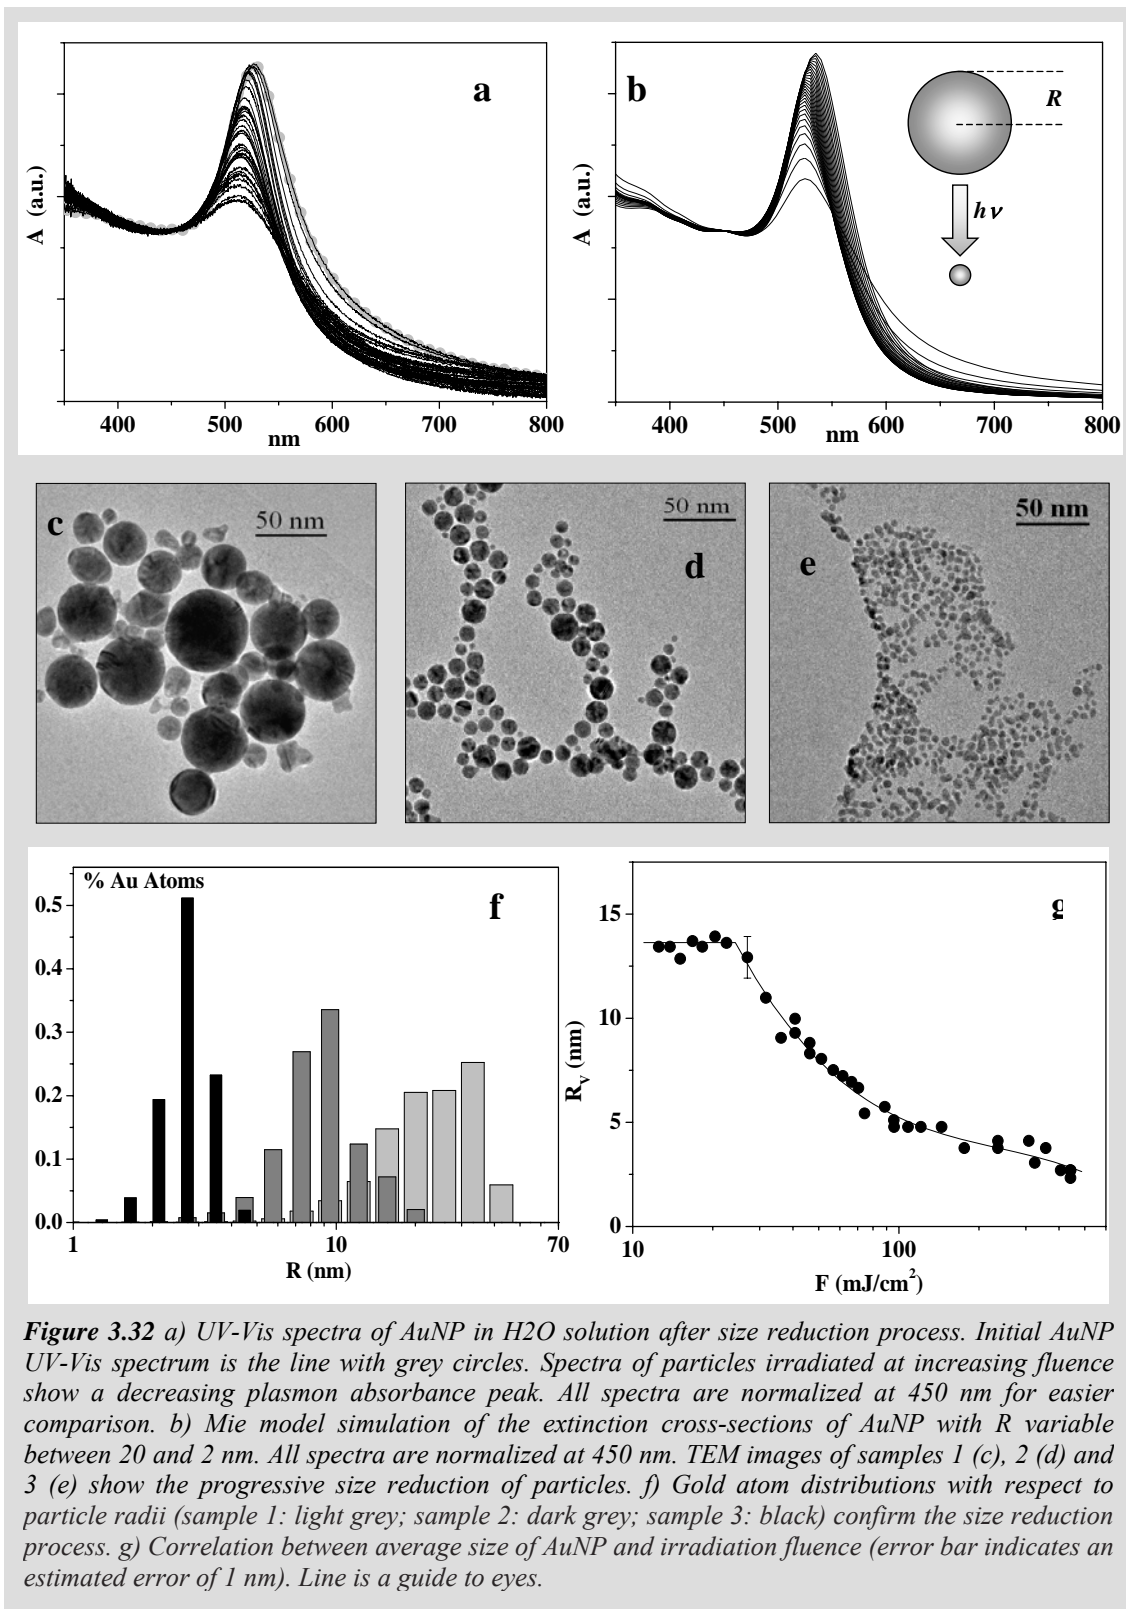 a
A (a.u.)
400 500 600 700 800
nm
b
A (a.u.)
R
hν
400 500 600 700 800
nm
c
50 nm
50 nm
d
50 nm
e
% Au Atoms
f
0.5
0.4
0.3
0.2
0.1
0.0
1 10 70
R (nm)
g
15
10
5
0
R_v (nm)
10 100
F (mJ/cm²)
Figure 3.32 a) UV-Vis spectra of AuNP in H2O solution after size reduction process. Initial AuNP
UV-Vis spectrum is the line with grey circles. Spectra of particles irradiated at increasing fluence
show a decreasing plasmon absorbance peak. All spectra are normalized at 450 nm for easier
comparison. b) Mie model simulation of the extinction cross-sections of AuNP with R variable
between 20 and 2 nm. All spectra are normalized at 450 nm. TEM images of samples 1 (c), 2 (d) and
3 (e) show the progressive size reduction of particles. f) Gold atom distributions with respect to
particle radii (sample 1: light grey; sample 2: dark grey; sample 3: black) confirm the size reduction
process. g) Correlation between average size of AuNP and irradiation fluence (error bar indicates an
estimated error of 1 nm). Line is a guide to eyes.